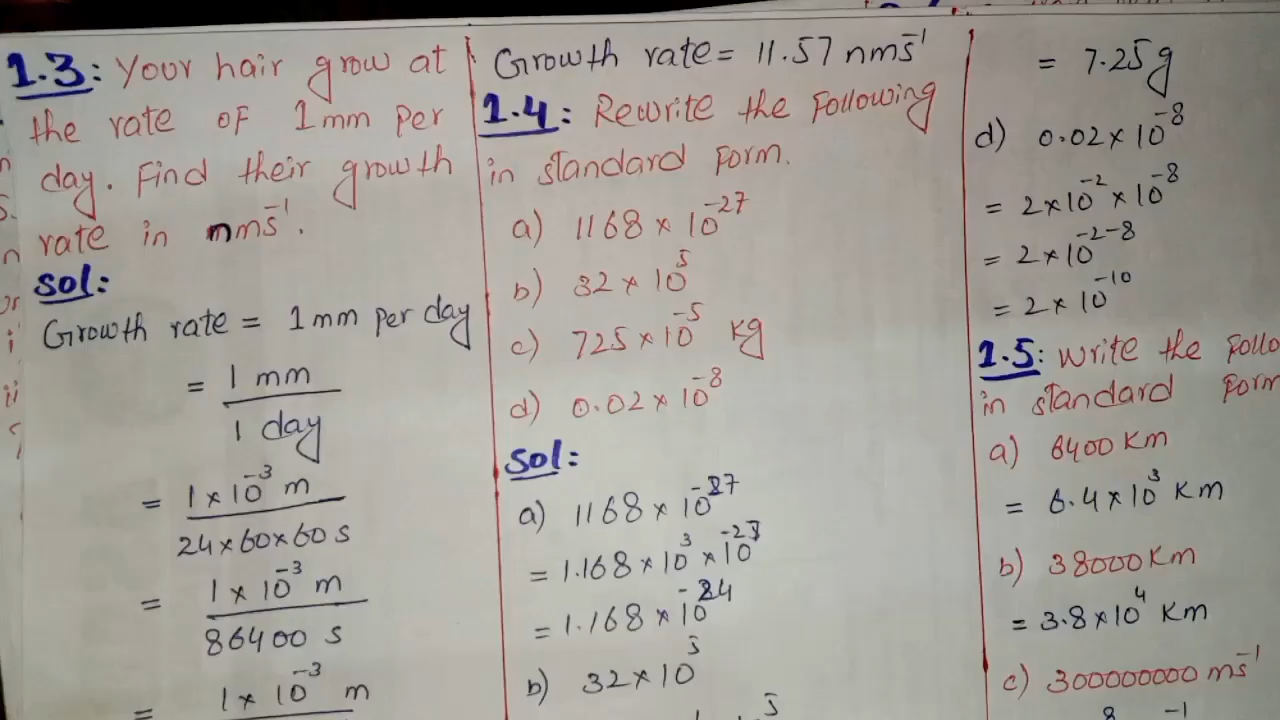 1.3: Your hair grow at
the rate of 1mm per
day. Find their growth
rate in nms⁻¹.
Sol:
Growth rate = 1mm per day
= 1 mm
1 day
= 1 × 10⁻³ m
24×60×60 s
= 1 × 10⁻³ m
86400 s
= 1 × 10⁻³ m
Growth rate = 11.57 nms⁻¹
1.4: Rewrite the following
in standard form.
a) 1168 × 10⁻²⁷
b) 32 × 10⁵
c) 725 × 10⁻⁵ kg
d) 0.02 × 10⁻⁸
Sol:
a) 1168 × 10⁻²⁷
= 1.168 × 10³ × 10⁻²⁷
= 1.168 × 10⁻²⁴
b) 32 × 10⁵
= 7.25g
d) 0.02 × 10⁻⁸
= 2 × 10⁻² × 10⁻⁸
= 2 × 10⁻²⁻⁸
= 2 × 10⁻¹⁰
1.5: Write the follo
in standard form
a) 6400 Km
= 6.4 × 10³ Km
b) 38000 Km
= 3.8 × 10⁴ Km
c) 300000000 ms⁻¹